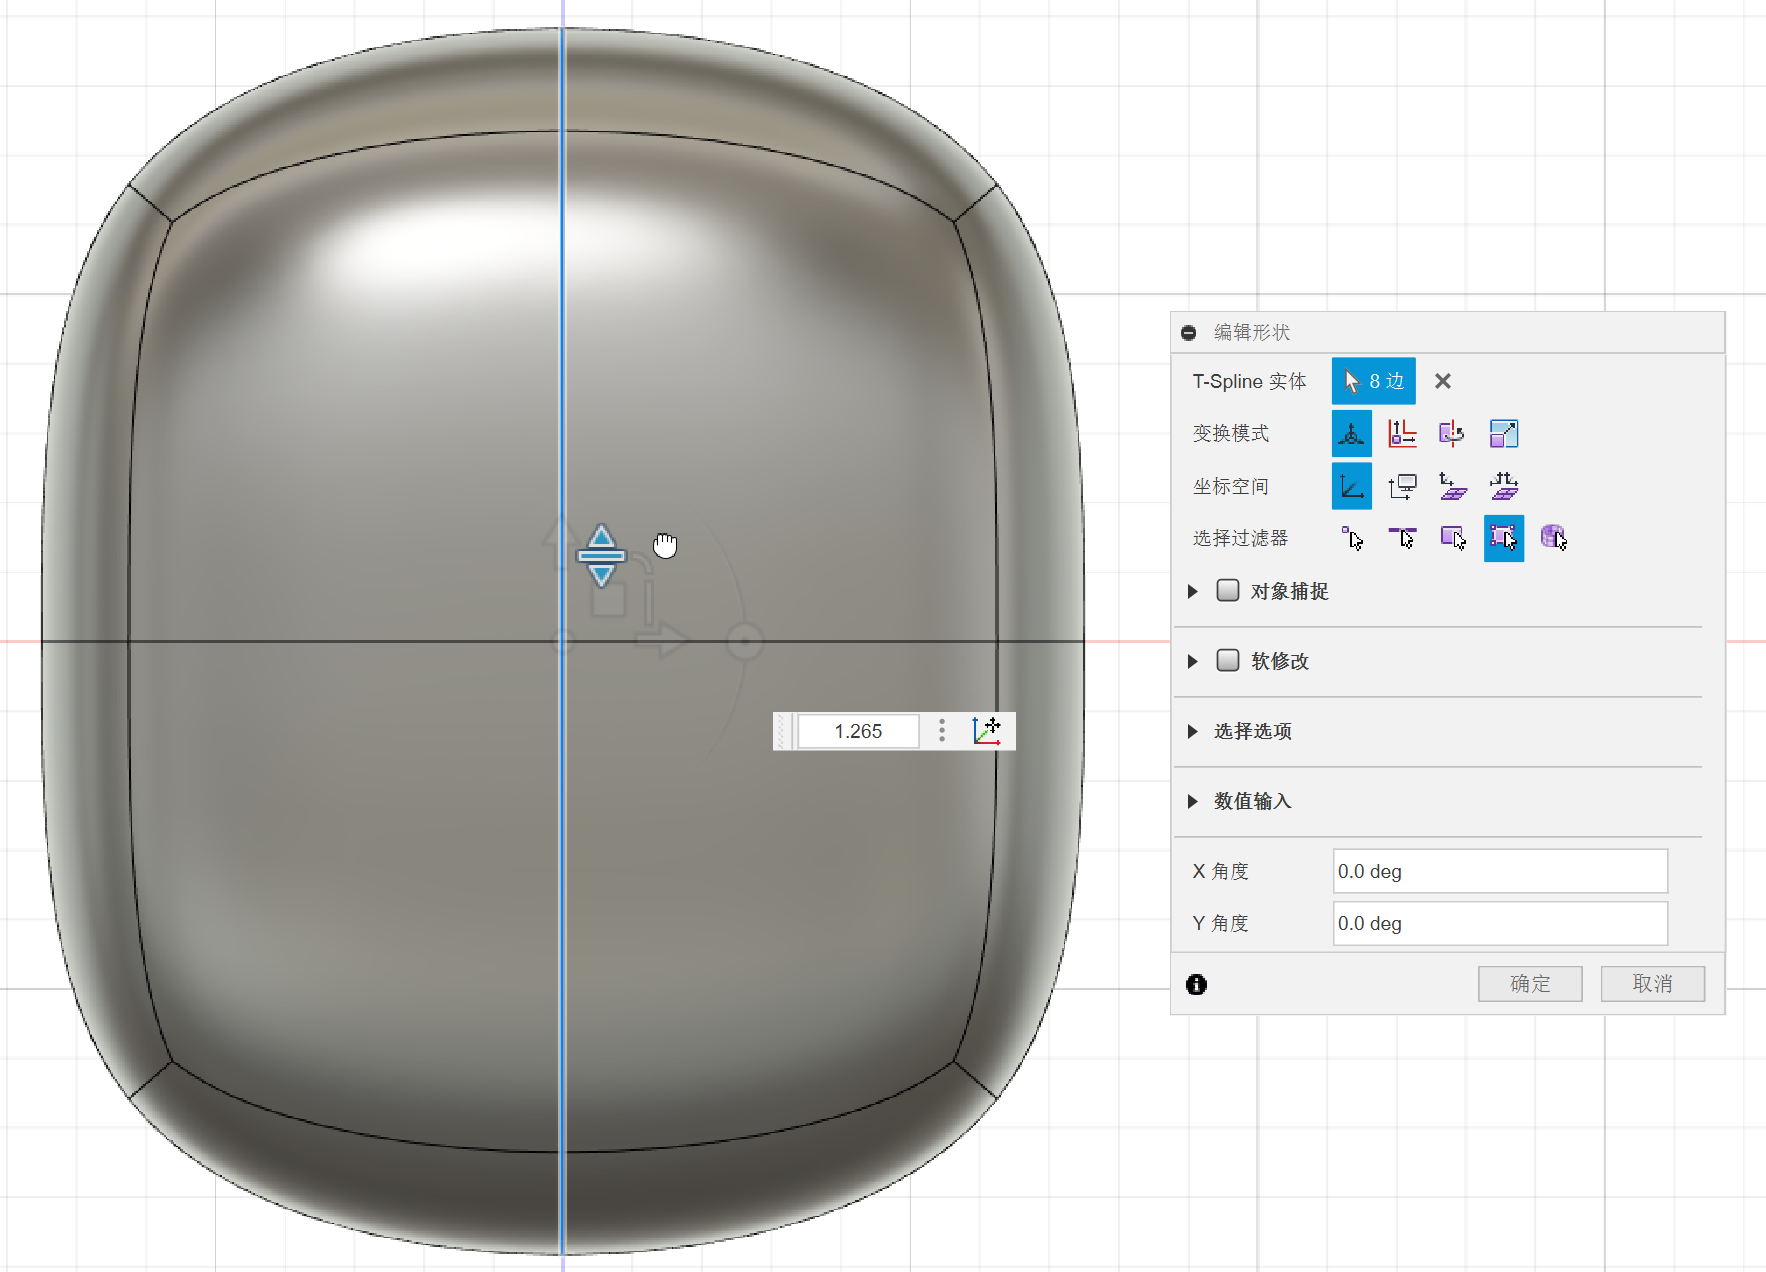 编辑形状
T-Spline 实体 8 边
变换模式
坐标空间
选择过滤器
对象捕捉
软修改
1.265
选择选项
数值输入
X 角度 0.0 deg
Y 角度 0.0 deg
确定 取消